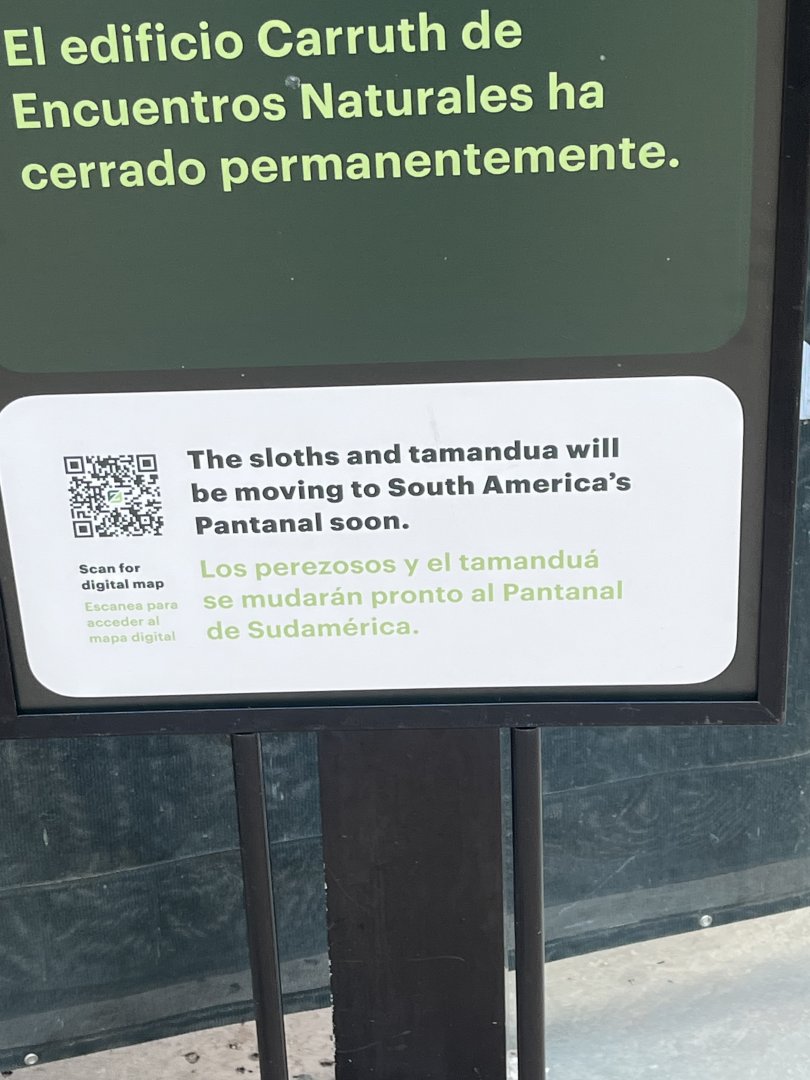 El edificio Carruth de
Encuentros Naturales ha
cerrado permanentemente.
The sloths and tamandua will
be moving to South America's
Pantanal soon.
Los perezosos y el tamanduá
se mudarán pronto al Pantanal
de Sudamérica.
Scan for
digital map
Escanea para
acceder al
mapa digital